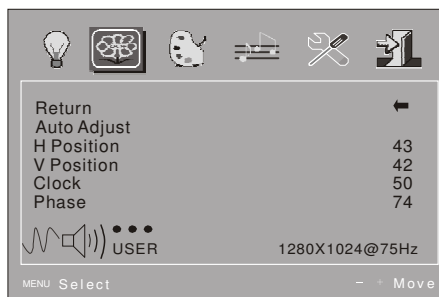 Return
Auto Adjust
H Position 43
V Position 42
Clock 50
Phase 74
USER 1280X1024@75Hz
MENU Select - + Move